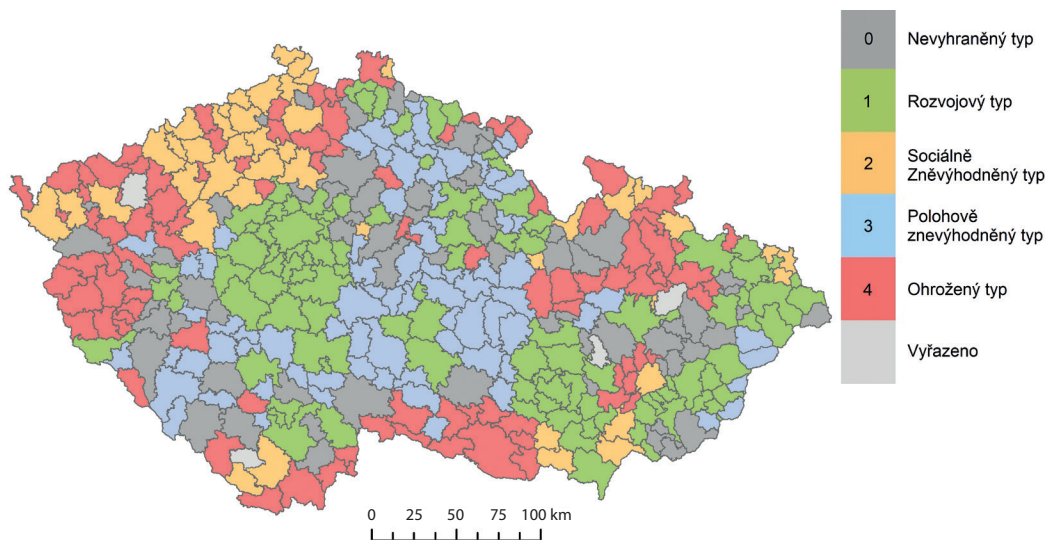 0 Nevyhraněný typ
1 Rozvojový typ
2 Sociálně
Zněvýhodněný typ
3 Polohově
znevýhodněný typ
4 Ohrožený typ
Vyřazeno
0 25 50 75 100 km